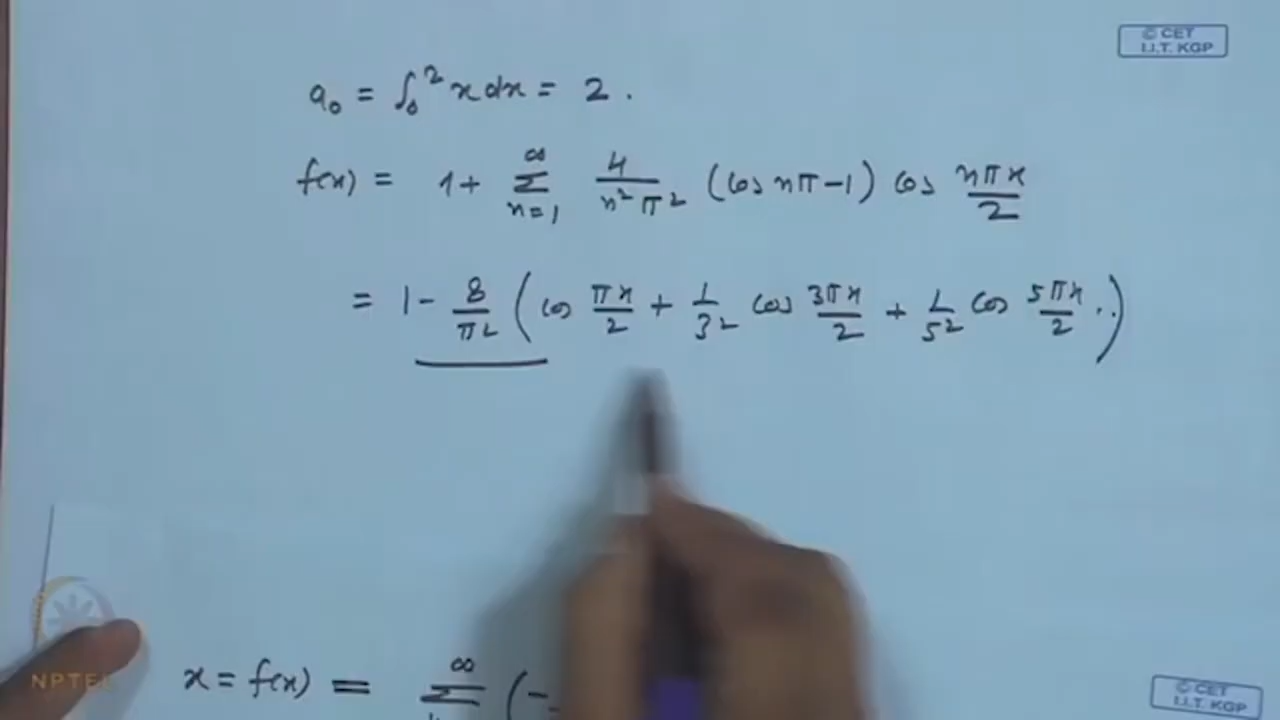 © CET
I.I.T. KGP
a₀ = ∫₀² x dx = 2 .
f(x) = 1 + Σ_{n=1}^{∞} 4/(n²π²) (cos nπ − 1) cos nπx/2
= 1 − 8/π² ( cos πx/2 + 1/3² cos 3πx/2 + 1/5² cos 5πx/2 .. )
x = f(x) = ∞ Σ ( −
NPTEL
© CET
I.I.T. KGP